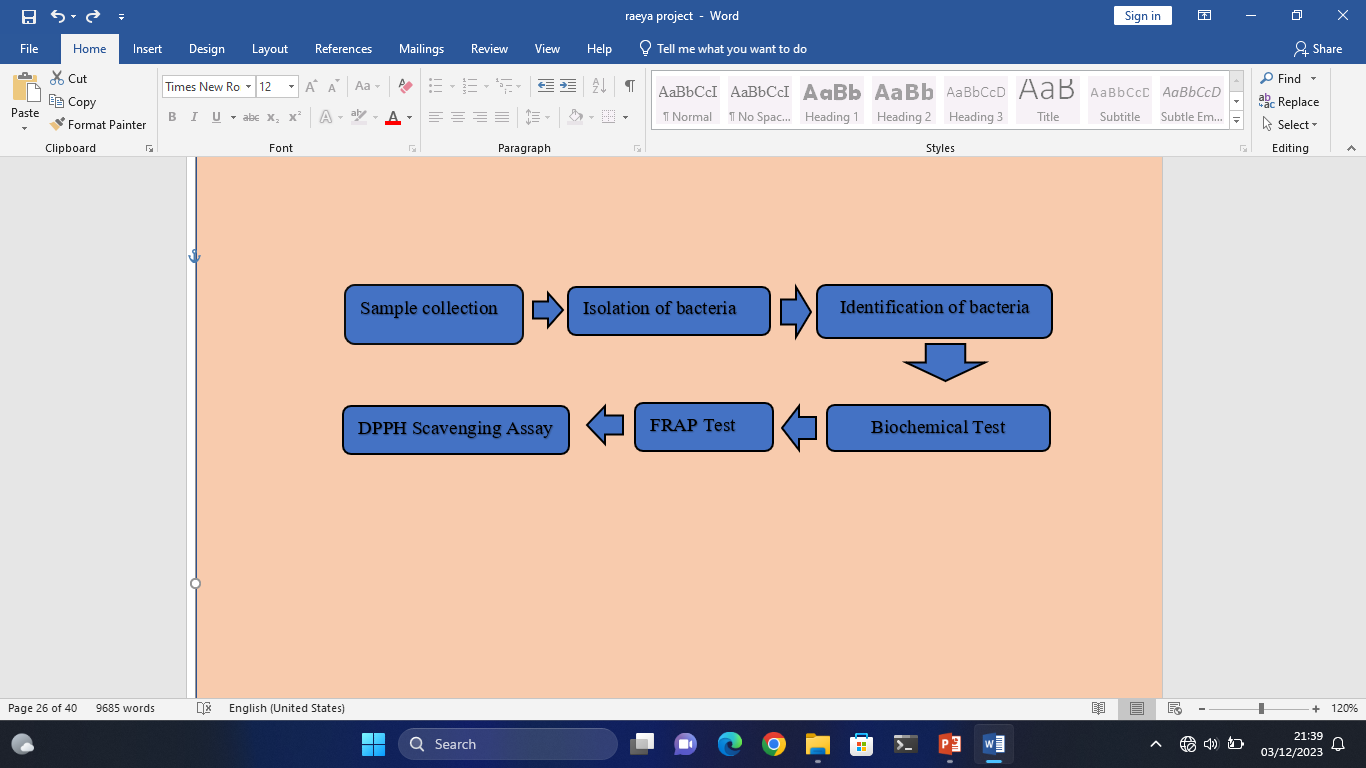 raeya project - Word
Sign in
File Home Insert Design Layout References Mailings Review View Help Tell me what you want to do Share
Paste
Cut
Copy
Format Painter
Clipboard
Times New Ro 12
Font
Paragraph
AaBbCcI AaBbCcI AaBb AaBb AaBbCcD AaB AaBbCcD AaBbCcD
¶ Normal ¶ No Spac... Heading 1 Heading 2 Heading 3 Title Subtitle Subtle Em...
Styles
Find
Replace
Select
Editing
Sample collection
Isolation of bacteria
Identification of bacteria
DPPH Scavenging Assay
FRAP Test
Biochemical Test
Page 26 of 40 9685 words English (United States) 120%
Search
21:39
03/12/2023